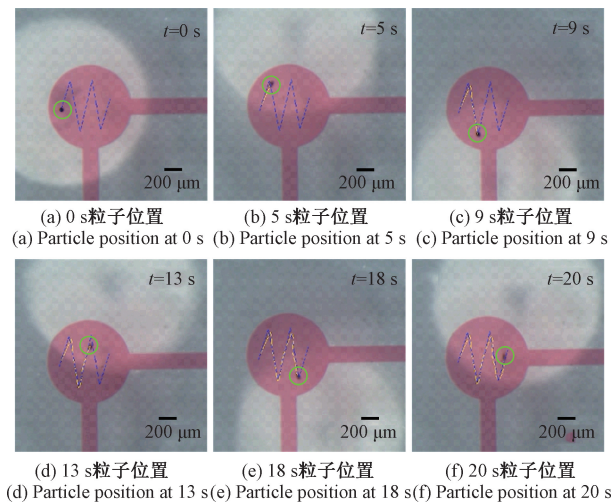 t=0 s
t=5 s
t=9 s
200 μm
200 μm
200 μm
(a) 0 s粒子位置
(b) 5 s粒子位置
(c) 9 s粒子位置
(a) Particle position at 0 s
(b) Particle position at 5 s
(c) Particle position at 9 s
t=13 s
t=18 s
t=20 s
200 μm
200 μm
200 μm
(d) 13 s粒子位置
(e) 18 s粒子位置
(f) 20 s粒子位置
(d) Particle position at 13 s
(e) Particle position at 18 s
(f) Particle position at 20 s